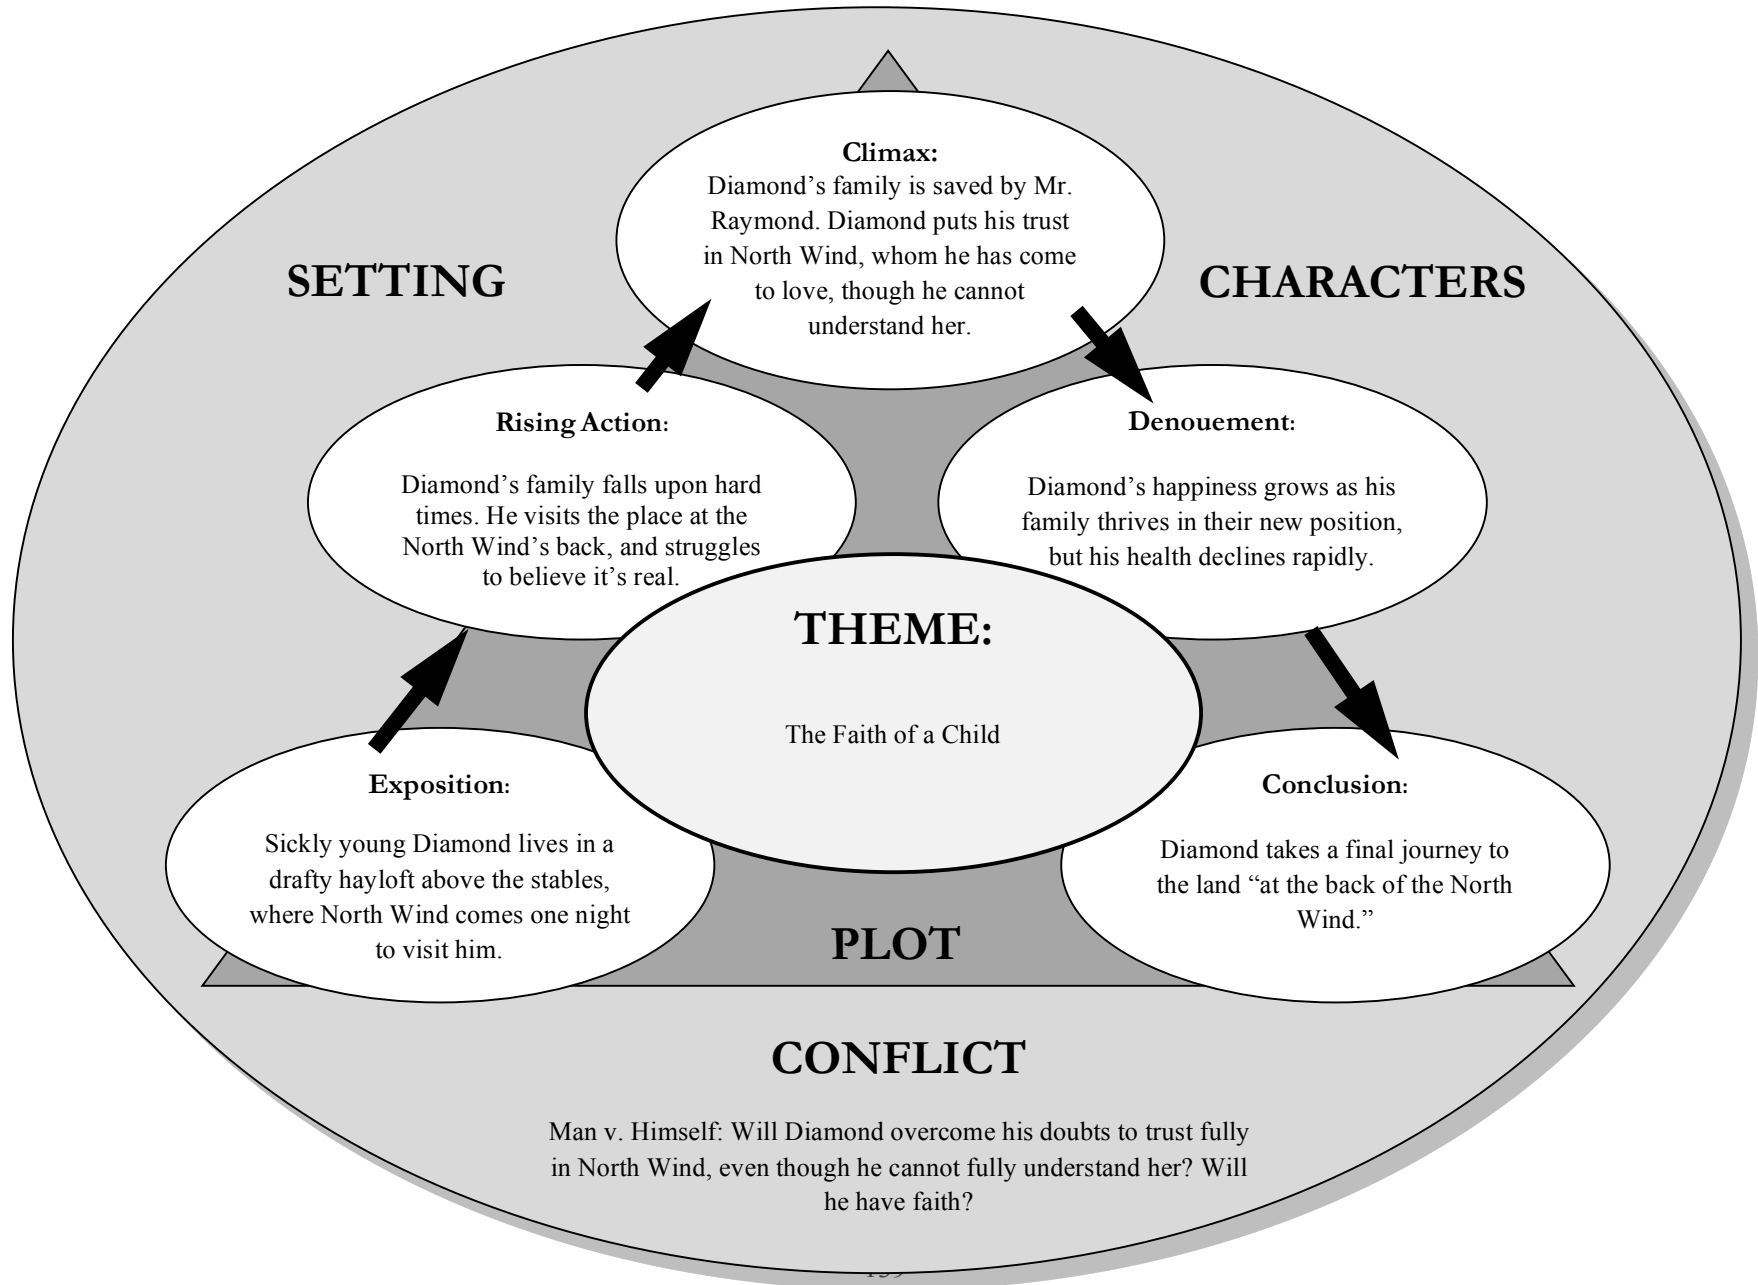 Climax:
Diamond’s family is saved by Mr.
Raymond. Diamond puts his trust
in North Wind, whom he has come
to love, though he cannot
understand her.
SETTING
CHARACTERS
Rising Action:
Diamond’s family falls upon hard
times. He visits the place at the
North Wind’s back, and struggles
to believe it’s real.
Denouement:
Diamond’s happiness grows as his
family thrives in their new position,
but his health declines rapidly.
THEME:
The Faith of a Child
Exposition:
Sickly young Diamond lives in a
drafty hayloft above the stables,
where North Wind comes one night
to visit him.
Conclusion:
Diamond takes a final journey to
the land “at the back of the North
Wind.”
PLOT
CONFLICT
Man v. Himself: Will Diamond overcome his doubts to trust fully
in North Wind, even though he cannot fully understand her? Will
he have faith?